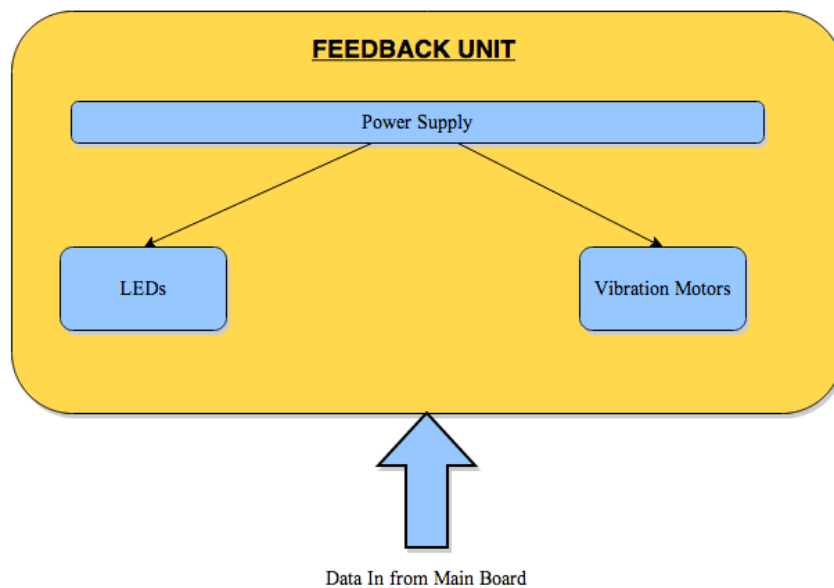 FEEDBACK UNIT
Power Supply
LEDs
Vibration Motors
Data In from Main Board